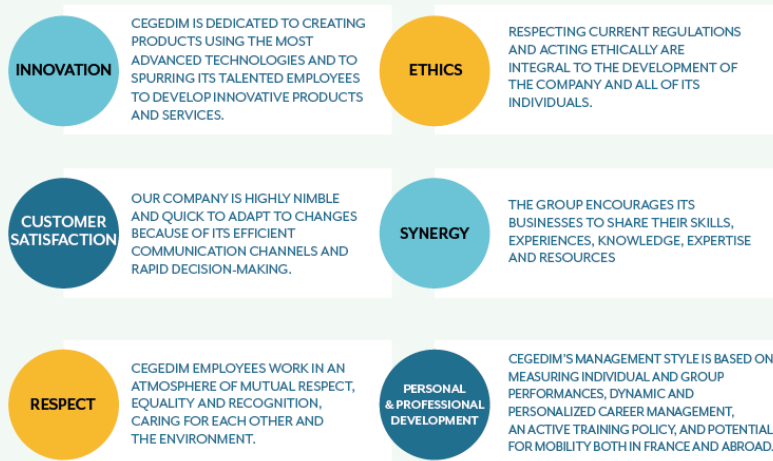 INNOVATION
CEGEDIM IS DEDICATED TO CREATING
PRODUCTS USING THE MOST
ADVANCED TECHNOLOGIES AND TO
SPURRING ITS TALENTED EMPLOYEES
TO DEVELOP INNOVATIVE PRODUCTS
AND SERVICES.
ETHICS
RESPECTING CURRENT REGULATIONS
AND ACTING ETHICALLY ARE
INTEGRAL TO THE DEVELOPMENT OF
THE COMPANY AND ALL OF ITS
INDIVIDUALS.
CUSTOMER
SATISFACTION
OUR COMPANY IS HIGHLY NIMBLE
AND QUICK TO ADAPT TO CHANGES
BECAUSE OF ITS EFFICIENT
COMMUNICATION CHANNELS AND
RAPID DECISION-MAKING.
SYNERGY
THE GROUP ENCOURAGES ITS
BUSINESSES TO SHARE THEIR SKILLS,
EXPERIENCES, KNOWLEDGE, EXPERTISE
AND RESOURCES
RESPECT
CEGEDIM EMPLOYEES WORK IN AN
ATMOSPHERE OF MUTUAL RESPECT,
EQUALITY AND RECOGNITION,
CARING FOR EACH OTHER AND
THE ENVIRONMENT.
PERSONAL
& PROFESSIONAL
DEVELOPMENT
CEGEDIM'S MANAGEMENT STYLE IS BASED ON
MEASURING INDIVIDUAL AND GROUP
PERFORMANCES, DYNAMIC AND
PERSONALIZED CAREER MANAGEMENT,
AN ACTIVE TRAINING POLICY, AND POTENTIAL
FOR MOBILITY BOTH IN FRANCE AND ABROAD.